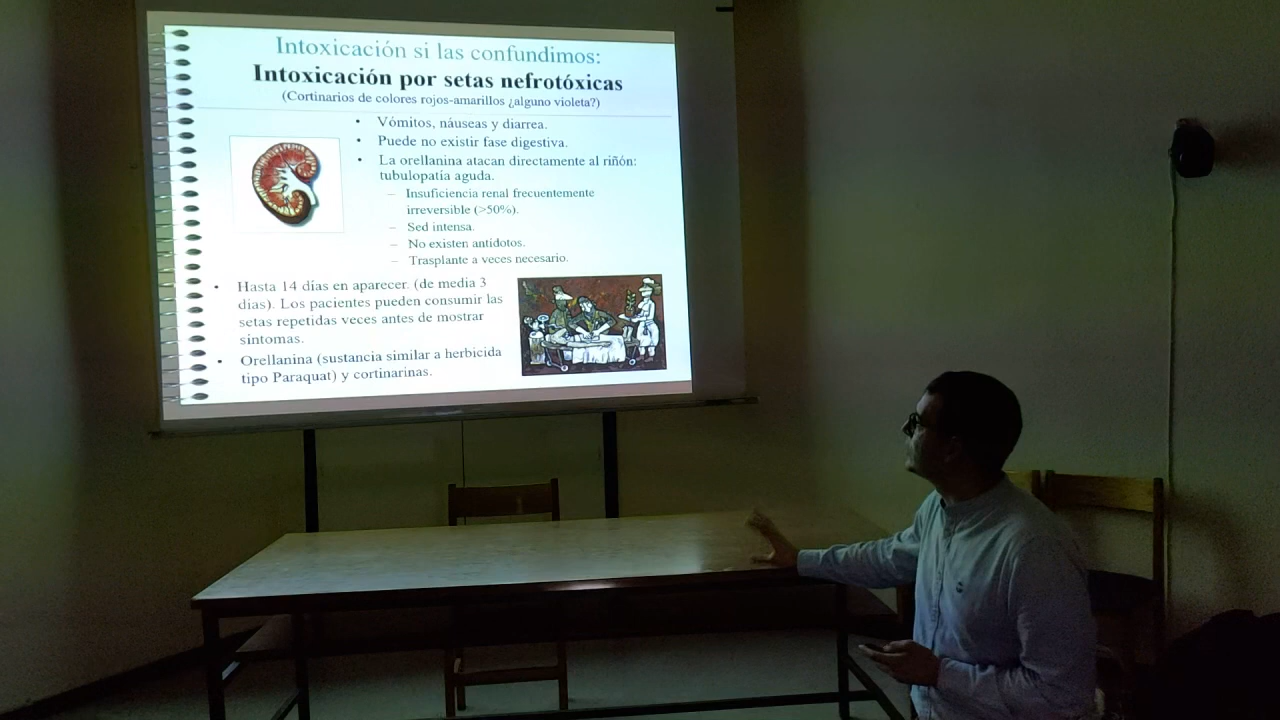 Intoxicación si las confundimos:
Intoxicación por setas nefrotóxicas
(Cortinarios de colores rojos-amarillos ¿alguno violeta?)
• Vómitos, náuseas y diarrea.
• Puede no existir fase digestiva.
• La orellanina atacan directamente al riñón:
tubulopatía aguda.
– Insuficiencia renal frecuentemente
irreversible (>50%).
– Sed intensa.
– No existen antídotos.
– Trasplante a veces necesario.
• Hasta 14 días en aparecer. (de media 3
días). Los pacientes pueden consumir las
setas repetidas veces antes de mostrar
síntomas.
• Orellanina (sustancia similar a herbicida
tipo Paraquat) y cortinarinas.